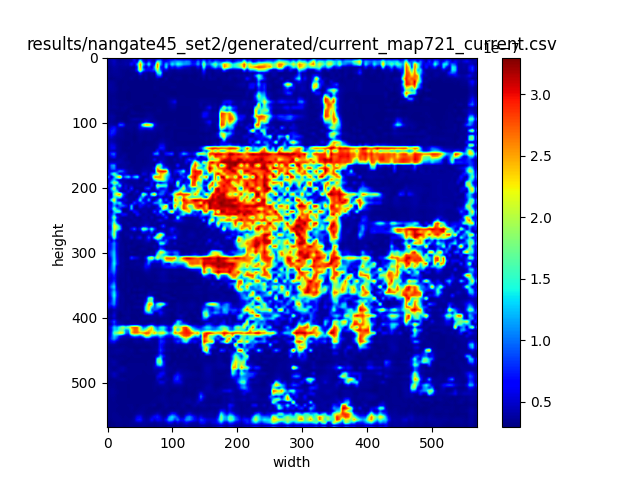 results/nangate45_set2/generated/current_map721_current.csv
1e−7
0
100
200
300
400
500
height
0 100 200 300 400 500
width
3.0
2.5
2.0
1.5
1.0
0.5